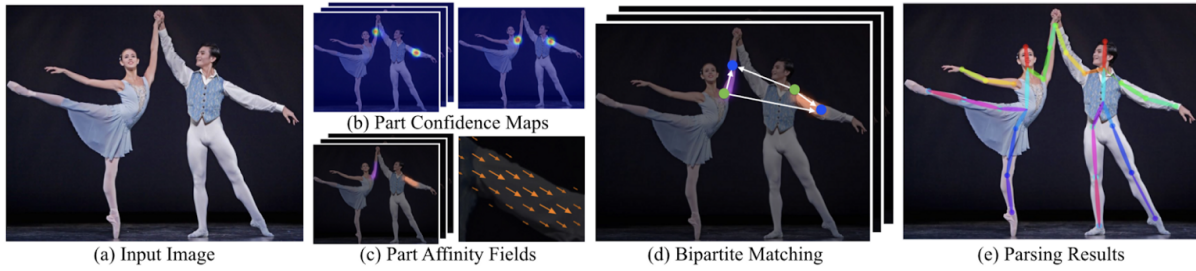 (b) Part Confidence Maps
(a) Input Image
(c) Part Affinity Fields
(d) Bipartite Matching
(e) Parsing Results